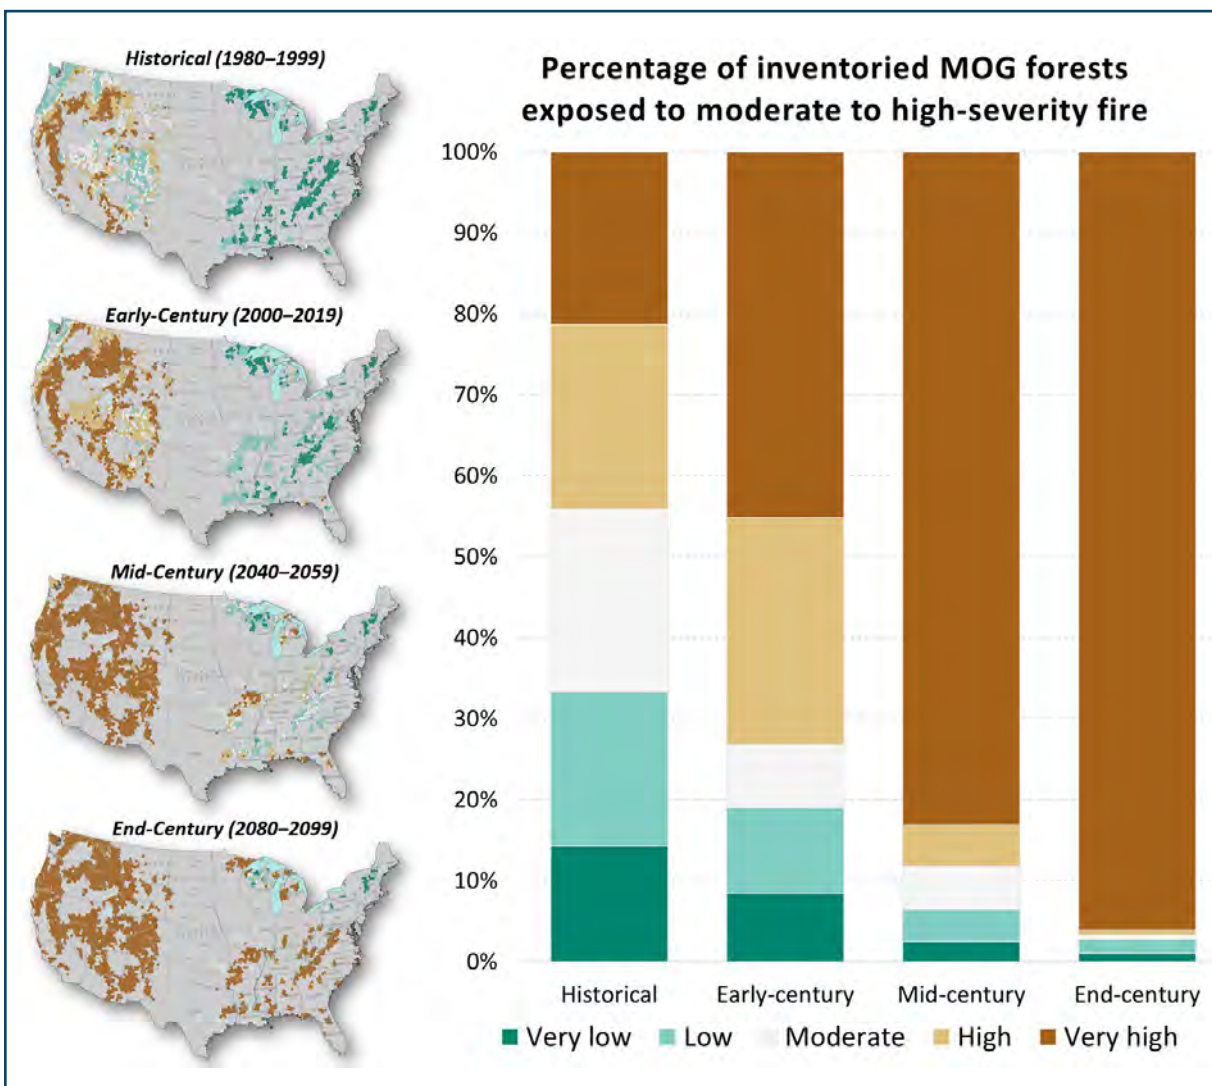 Historical (1980–1999)
Early-Century (2000–2019)
Mid-Century (2040–2059)
End-Century (2080–2099)
Percentage of inventoried MOG forests
exposed to moderate to high-severity fire
100%
90%
80%
70%
60%
50%
40%
30%
20%
10%
0%
Historical
Early-century
Mid-century
End-century
Very low
Low
Moderate
High
Very high